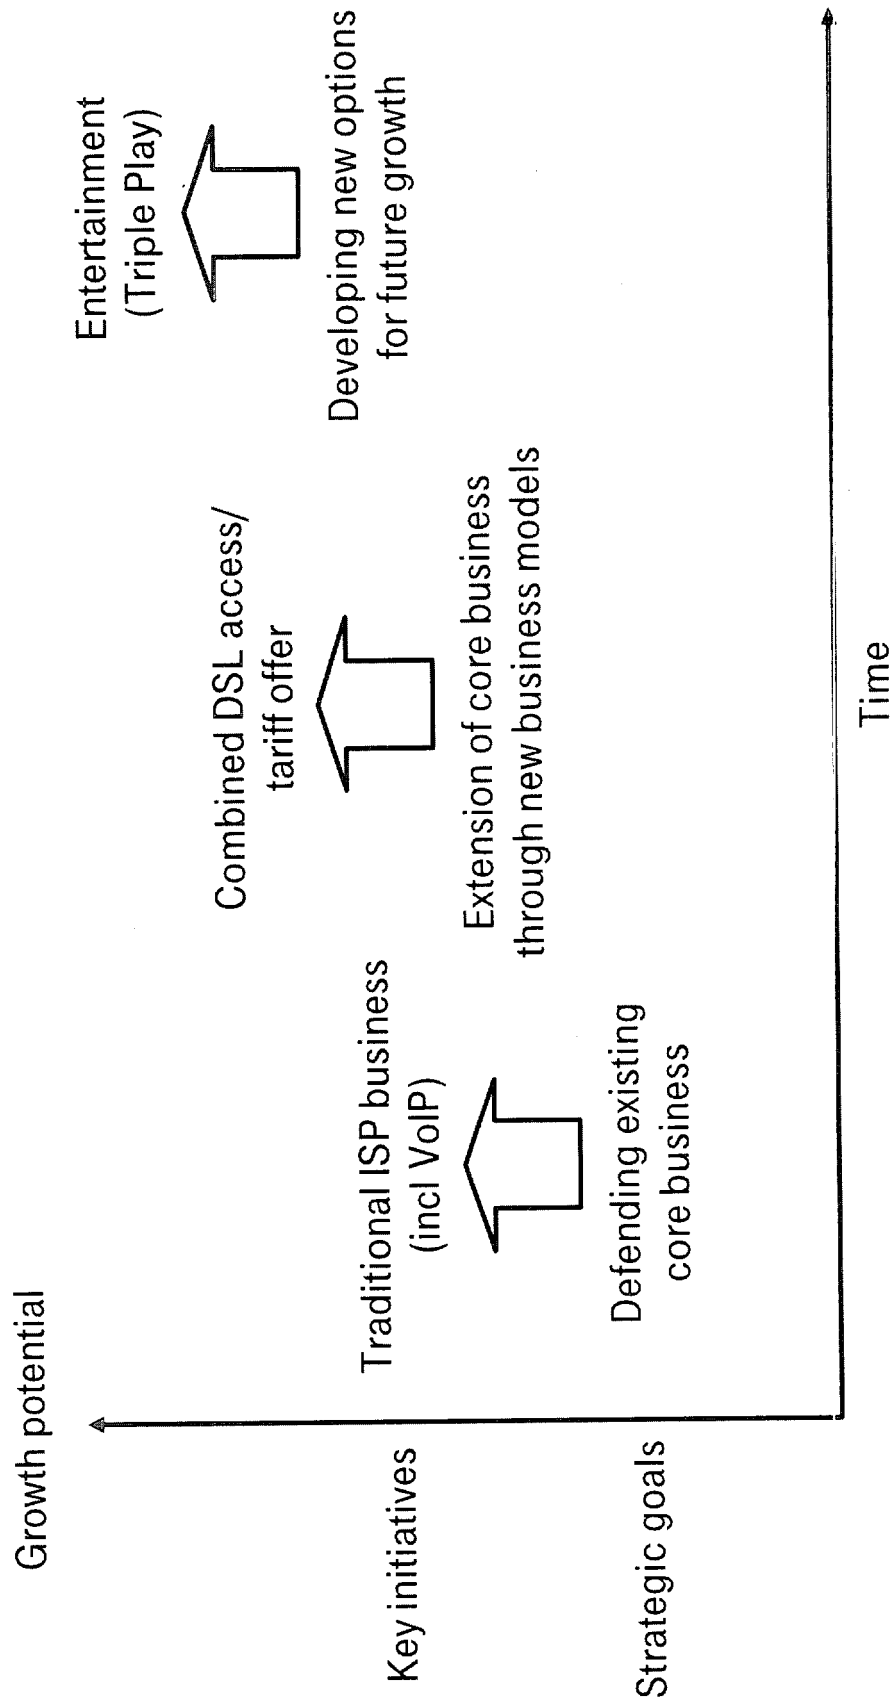 Growth potential
Key initiatives
Strategic goals
Traditional ISP business
(incl VoIP)
Defending existing
core business
Combined DSL access/
tariff offer
Extension of core business
through new business models
Entertainment
(Triple Play)
Developing new options
for future growth
Time